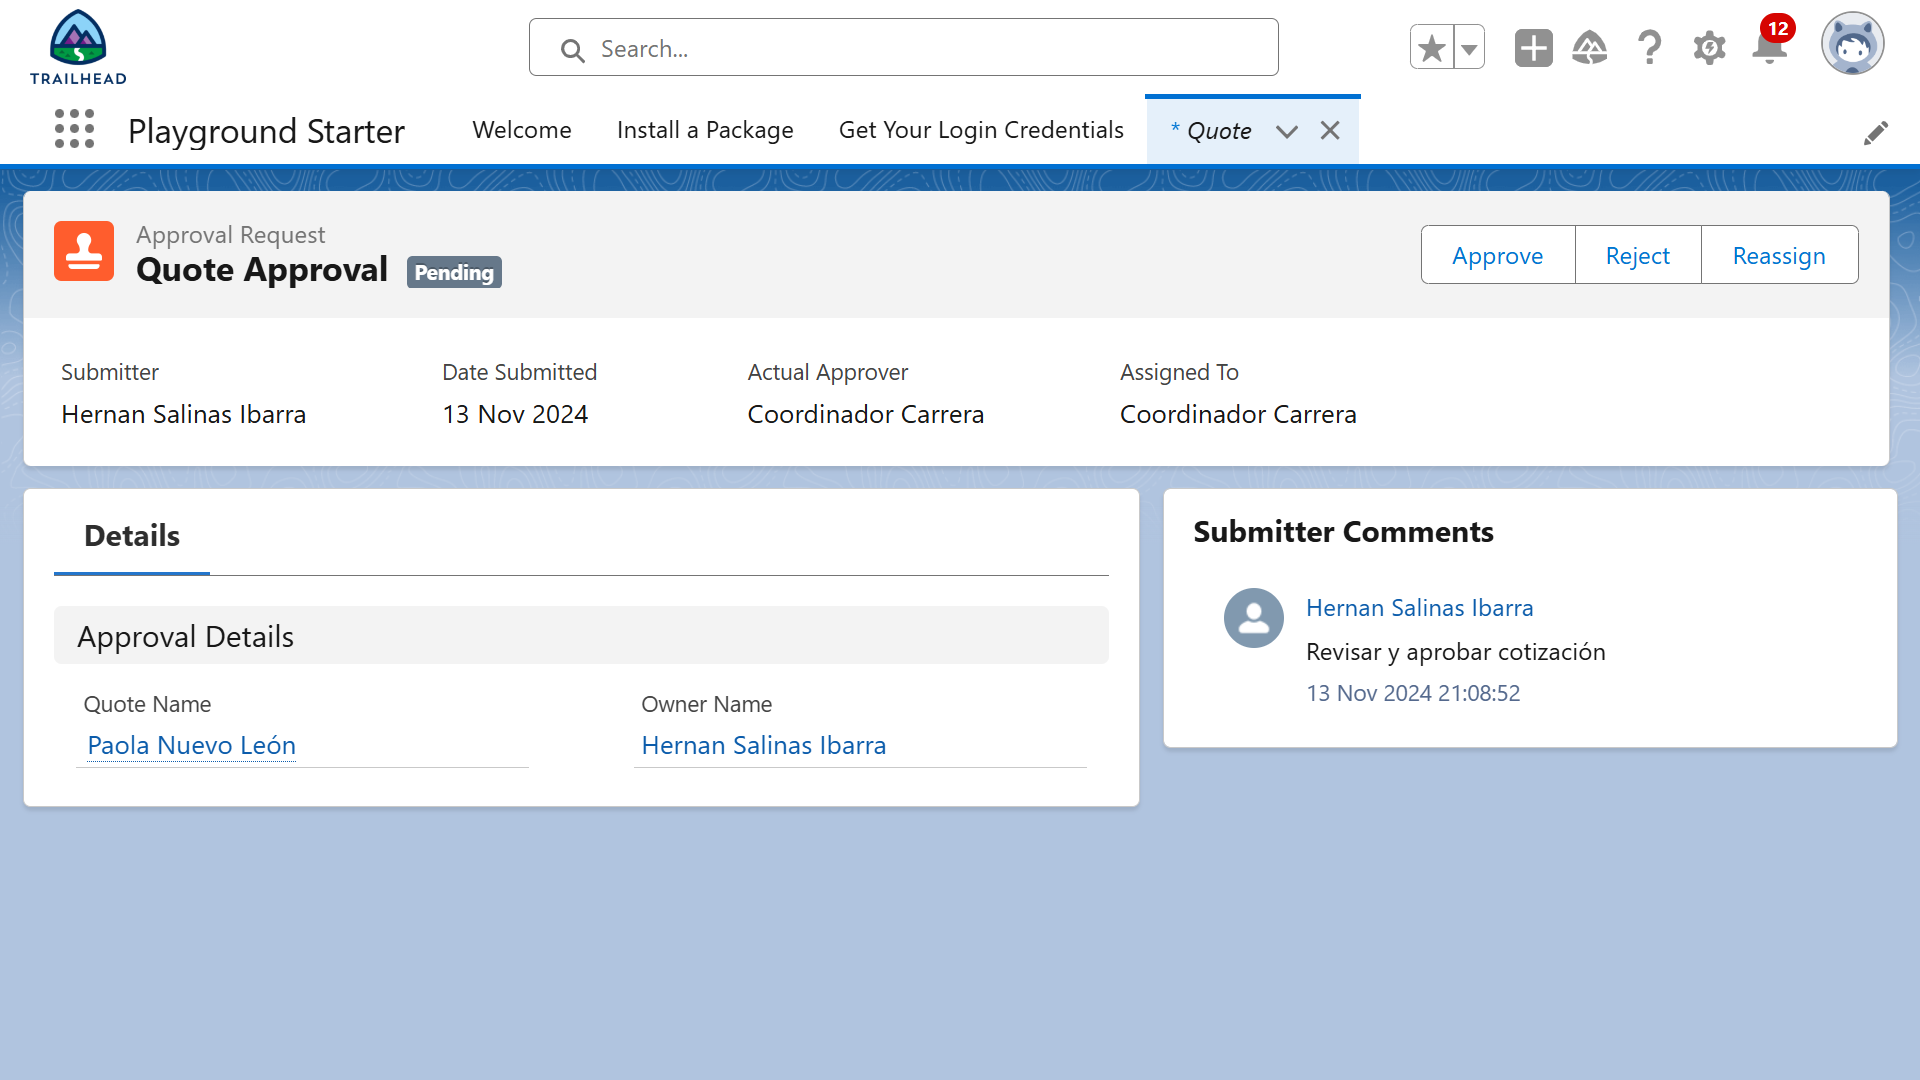 TRAILHEAD
Search...
12
Playground Starter
Welcome
Install a Package
Get Your Login Credentials
* Quote
Approval Request
Quote Approval
Pending
Approve
Reject
Reassign
Submitter
Date Submitted
Actual Approver
Assigned To
Hernan Salinas Ibarra
13 Nov 2024
Coordinador Carrera
Coordinador Carrera
Details
Approval Details
Quote Name
Owner Name
Paola Nuevo León
Hernan Salinas Ibarra
Submitter Comments
Hernan Salinas Ibarra
Revisar y aprobar cotización
13 Nov 2024 21:08:52